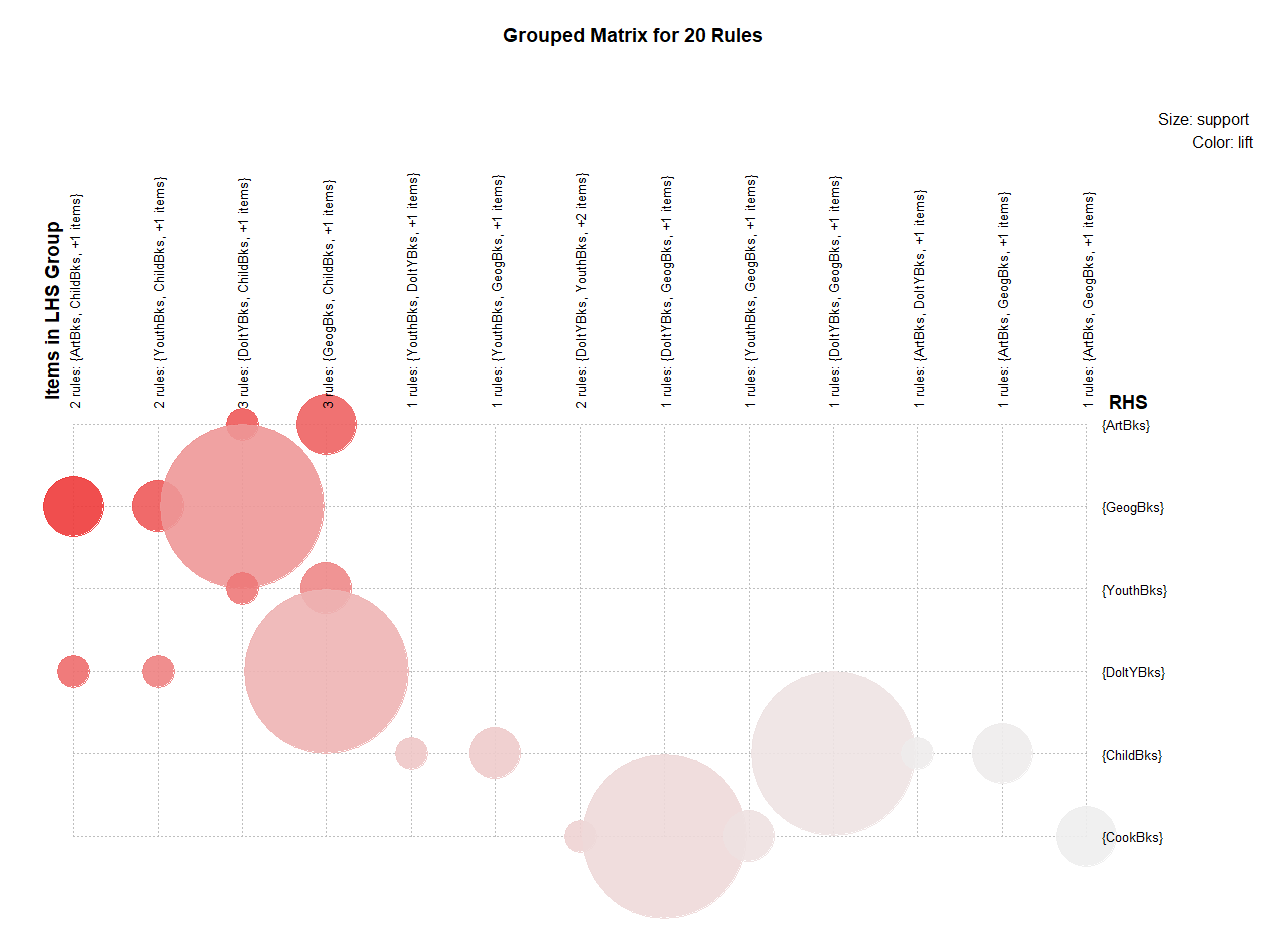 Grouped Matrix for 20 Rules
Size: support
Color: lift
Items in LHS Group
2 rules: {ArtBks, ChildBks, +1 items}
2 rules: {YouthBks, ChildBks, +1 items}
3 rules: {DoItYBks, ChildBks, +1 items}
3 rules: {GeogBks, ChildBks, +1 items}
1 rules: {YouthBks, DoItYBks, +1 items}
1 rules: {YouthBks, GeogBks, +1 items}
2 rules: {DoItYBks, YouthBks, +2 items}
1 rules: {DoItYBks, GeogBks, +1 items}
1 rules: {YouthBks, GeogBks, +1 items}
1 rules: {DoItYBks, GeogBks, +1 items}
1 rules: {ArtBks, DoItYBks, +1 items}
1 rules: {ArtBks, GeogBks, +1 items}
1 rules: {ArtBks, GeogBks, +1 items}
RHS
{ArtBks}
{GeogBks}
{YouthBks}
{DoItYBks}
{ChildBks}
{CookBks}